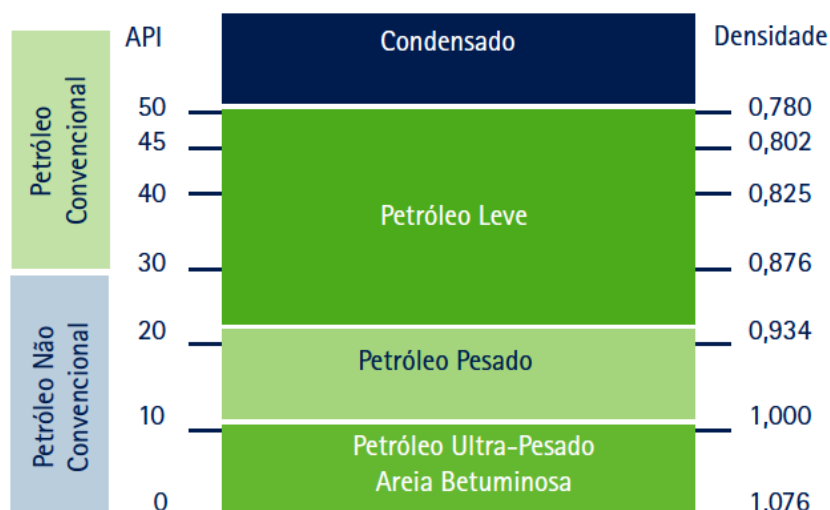 API
Condensado
Densidade
Petróleo
Convencional
50
0,780
45
0,802
40
Petróleo Leve
0,825
30
0,876
Petróleo Não
Convencional
20
0,934
Petróleo Pesado
10
1,000
Petróleo Ultra-Pesado
Areia Betuminosa
0
1.076